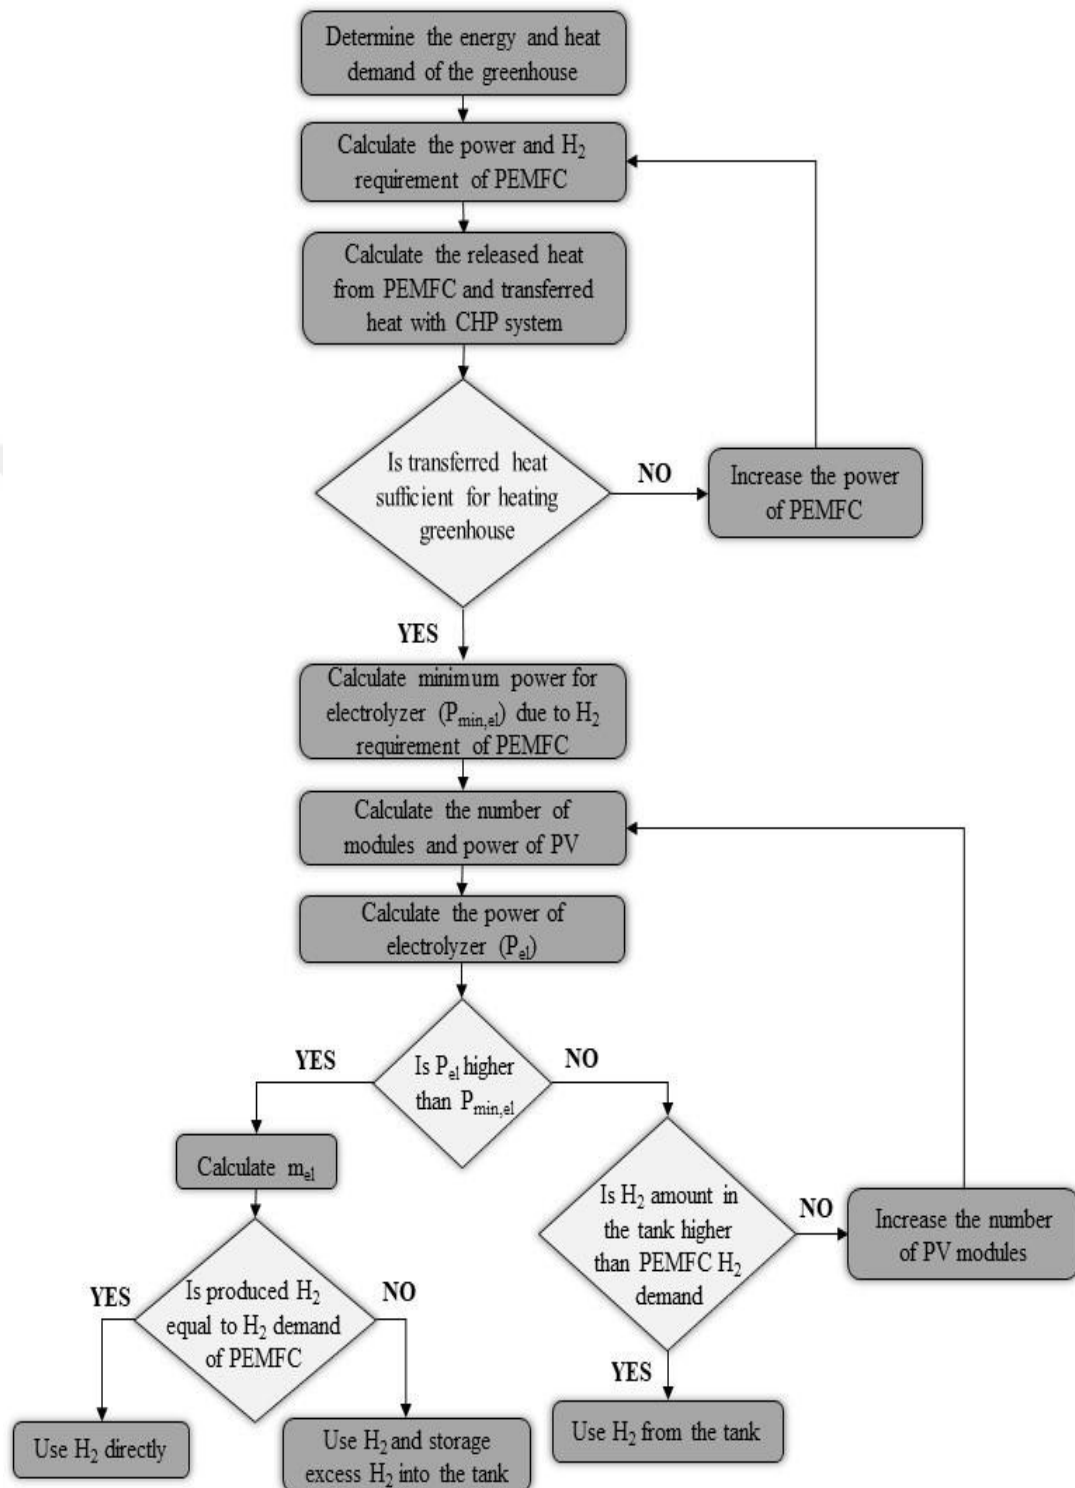 Determine the energy and heat
demand of the greenhouse
Calculate the power and H₂
requirement of PEMFC
Calculate the released heat
from PEMFC and transferred
heat with CHP system
Is transferred heat
sufficient for heating
greenhouse
NO
Increase the power
of PEMFC
YES
Calculate minimum power for
electrolyzer (Pmin,el) due to H₂
requirement of PEMFC
Calculate the number of
modules and power of PV
Calculate the power of
electrolyzer (Pel)
Is Pel higher
than Pmin,el
YES
NO
Calculate mel
Is H₂ amount in
the tank higher
than PEMFC H₂
demand
NO
Increase the number
of PV modules
Is produced H₂
equal to H₂ demand
of PEMFC
YES
NO
YES
Use H₂ directly
Use H₂ and storage
excess H₂ into the tank
Use H₂ from the tank